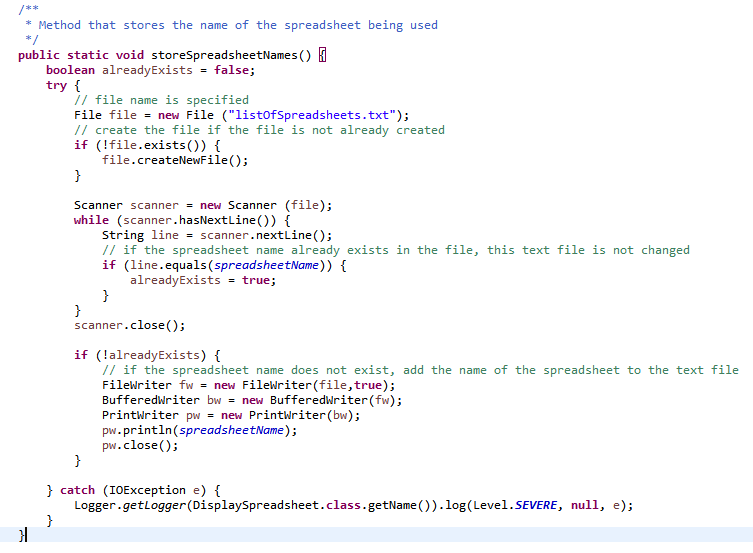 /**
 * Method that stores the name of the spreadsheet being used
 */
public static void storeSpreadsheetNames() {
    boolean alreadyExists = false;
    try {
        // file name is specified
        File file = new File ("listOfSpreadsheets.txt");
        // create the file if the file is not already created
        if (!file.exists()) {
            file.createNewFile();
        }

        Scanner scanner = new Scanner (file);
        while (scanner.hasNextLine()) {
            String line = scanner.nextLine();
            // if the spreadsheet name already exists in the file, this text file is not changed
            if (line.equals(spreadsheetName)) {
                alreadyExists = true;
            }
        }
        scanner.close();

        if (!alreadyExists) {
            // if the spreadsheet name does not exist, add the name of the spreadsheet to the text file
            FileWriter fw = new FileWriter(file,true);
            BufferedWriter bw = new BufferedWriter(fw);
            PrintWriter pw = new PrintWriter(bw);
            pw.println(spreadsheetName);
            pw.close();
        }

    } catch (IOException e) {
        Logger.getLogger(DisplaySpreadsheet.class.getName()).log(Level.SEVERE, null, e);
    }
}